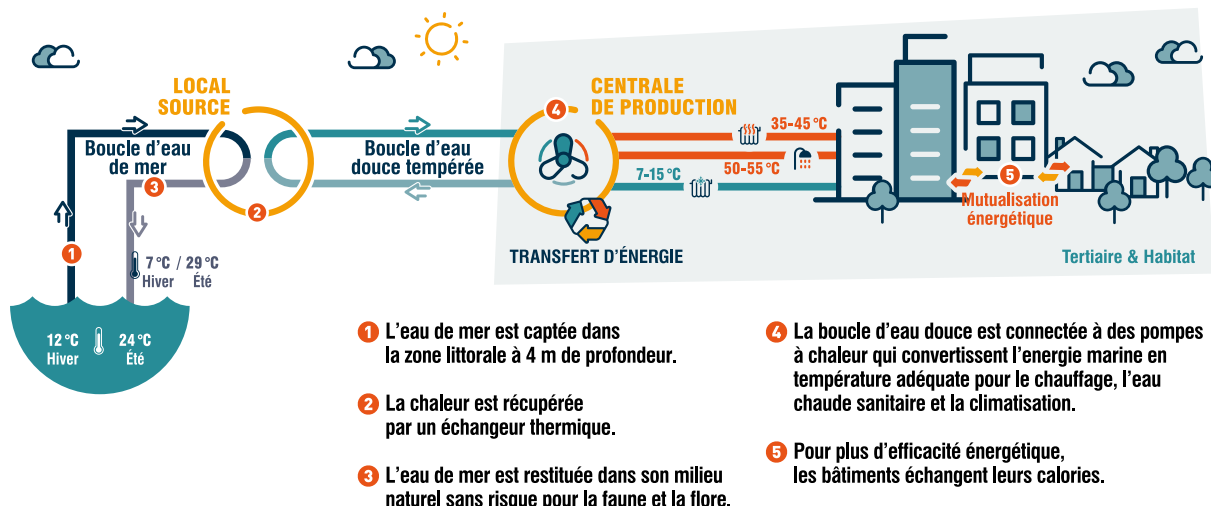 LOCAL
SOURCE
Boucle d'eau
de mer
Boucle d'eau
douce tempérée
4
CENTRALE
DE PRODUCTION
35-45 °C
50-55 °C
7-15 °C
TRANSFERT D'ÉNERGIE
5
Mutualisation
énergétique
Tertiaire & Habitat
3
2
1
7 °C / 29 °C
Hiver Été
12 °C 24 °C
Hiver Été
1 L'eau de mer est captée dans
la zone littorale à 4 m de profondeur.
2 La chaleur est récupérée
par un échangeur thermique.
3 L'eau de mer est restituée dans son milieu
naturel sans risque pour la faune et la flore.
4 La boucle d'eau douce est connectée à des pompes
à chaleur qui convertissent l'energie marine en
température adéquate pour le chauffage, l'eau
chaude sanitaire et la climatisation.
5 Pour plus d'efficacité énergétique,
les bâtiments échangent leurs calories.